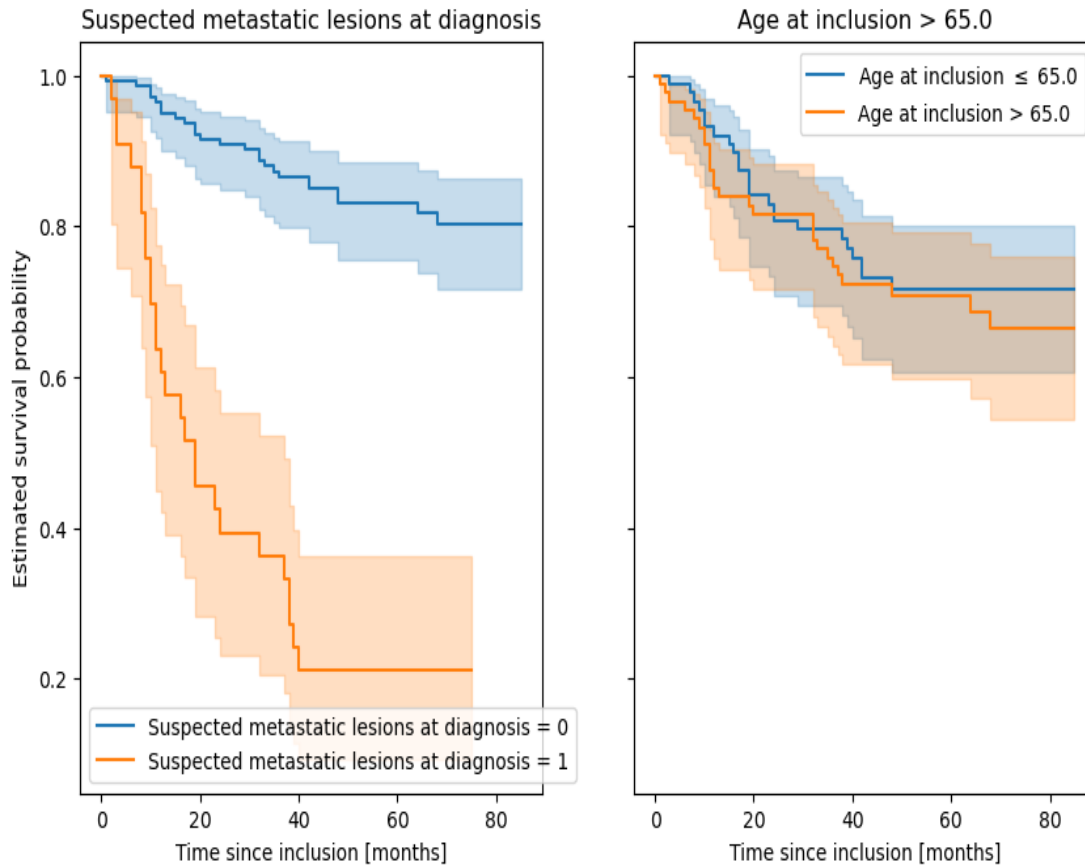 Suspected metastatic lesions at diagnosis
Estimated survival probability
1.0
0.8
0.6
0.4
0.2
Suspected metastatic lesions at diagnosis = 0
Suspected metastatic lesions at diagnosis = 1
0 20 40 60 80
Time since inclusion [months]
Age at inclusion > 65.0
Age at inclusion ≤ 65.0
Age at inclusion > 65.0
0 20 40 60 80
Time since inclusion [months]